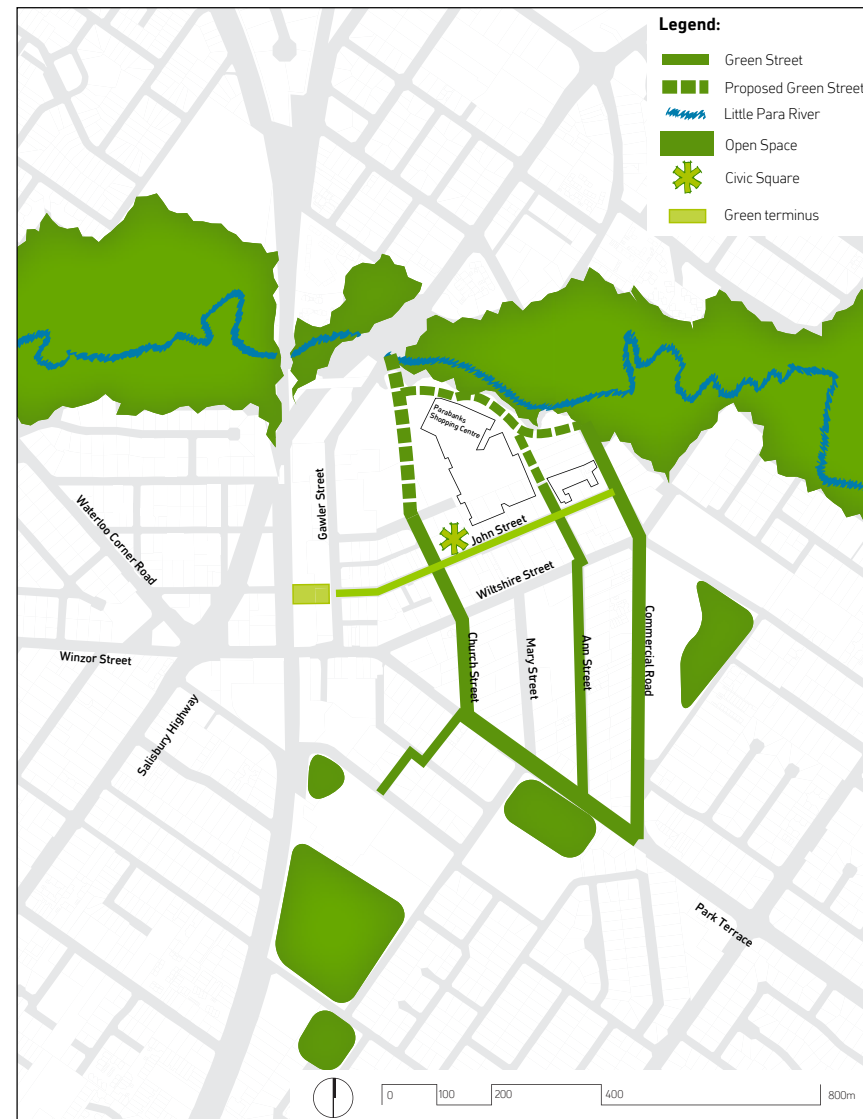 Legend:
Green Street
Proposed Green Street
Little Para River
Open Space
Civic Square
Green terminus
Parabanks
Shopping Centre
Gawler Street
Waterloo Corner Road
John Street
Wiltshire Street
Winzor Street
Church Street
Mary Street
Ann Street
Commercial Road
Salisbury Highway
Park Terrace
0
100
200
400
800m